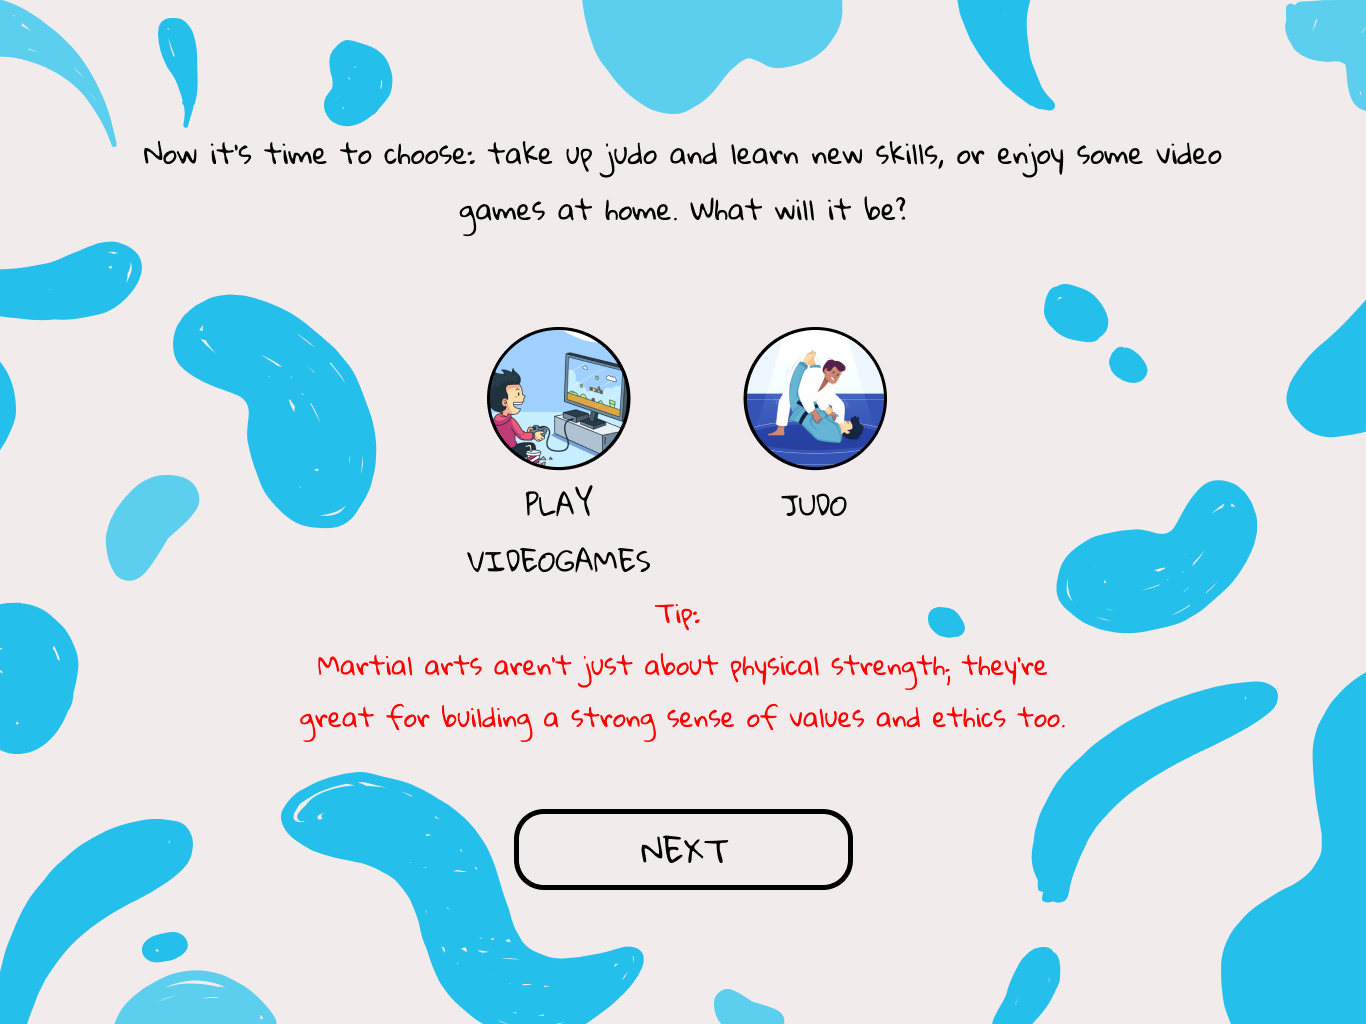 Now it's time to choose: take up judo and learn new skills, or enjoy some video
games at home. What will it be?
PLAY
VIDEOGAMES
JUDO
Tip:
Martial arts aren't just about physical strength; they're
great for building a strong sense of values and ethics too.
NEXT